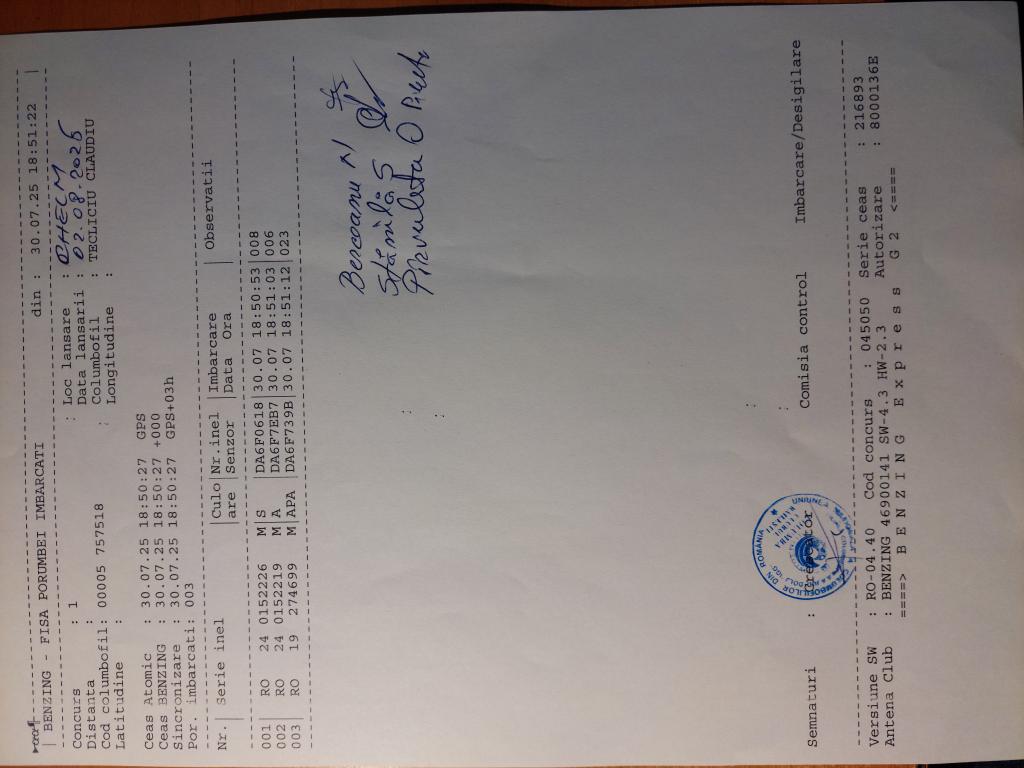 | BENZING - FISA PORUMBEI IMBARCATI din : 30.07.25 18:51:22 |
Concurs : 1 : Loc lansare : CHELM
Distanta Data lansarii : 02.08.2025
Cod columbofil: 00005 757518 Columbofil : TECLICIU CLAUDIU
Latitudine : : Longitudine :
Ceas Atomic : 30.07.25 18:50:27 GPS
Ceas BENZING : 30.07.25 18:50:27 +000
Sincronizare : 30.07.25 18:50:27 GPS+03h
Por. imbarcati: 003
Nr.| Serie inel |Culo|Nr.inel |Imbarcare | Observatii
|are |Senzor |Data Ora |
001| RO 24 0152226 M|S |DA6F0618|30.07 18:50:53|008
002| RO 24 0152219 M|A |DA6F7EB7|30.07 18:51:03|006
003| RO 19 274699 M|APA |DA6F739B|30.07 18:51:12|023
Bercoanu N
Stămilă S
:
:
Semnaturi : Crescator : : Comisia control Imbarcare/Desigilare
UNIUNEA COLUMBOFILILOR DIN ROMANIA
Versiune SW : RO-04.40 Cod concurs : 045050 Serie ceas : 216893
Antena Club : BENZING 46900141 SW-4.3 HW-2.3 Autorizare : 8000136E
====> B E N Z I N G E x p r e s s G 2 <====